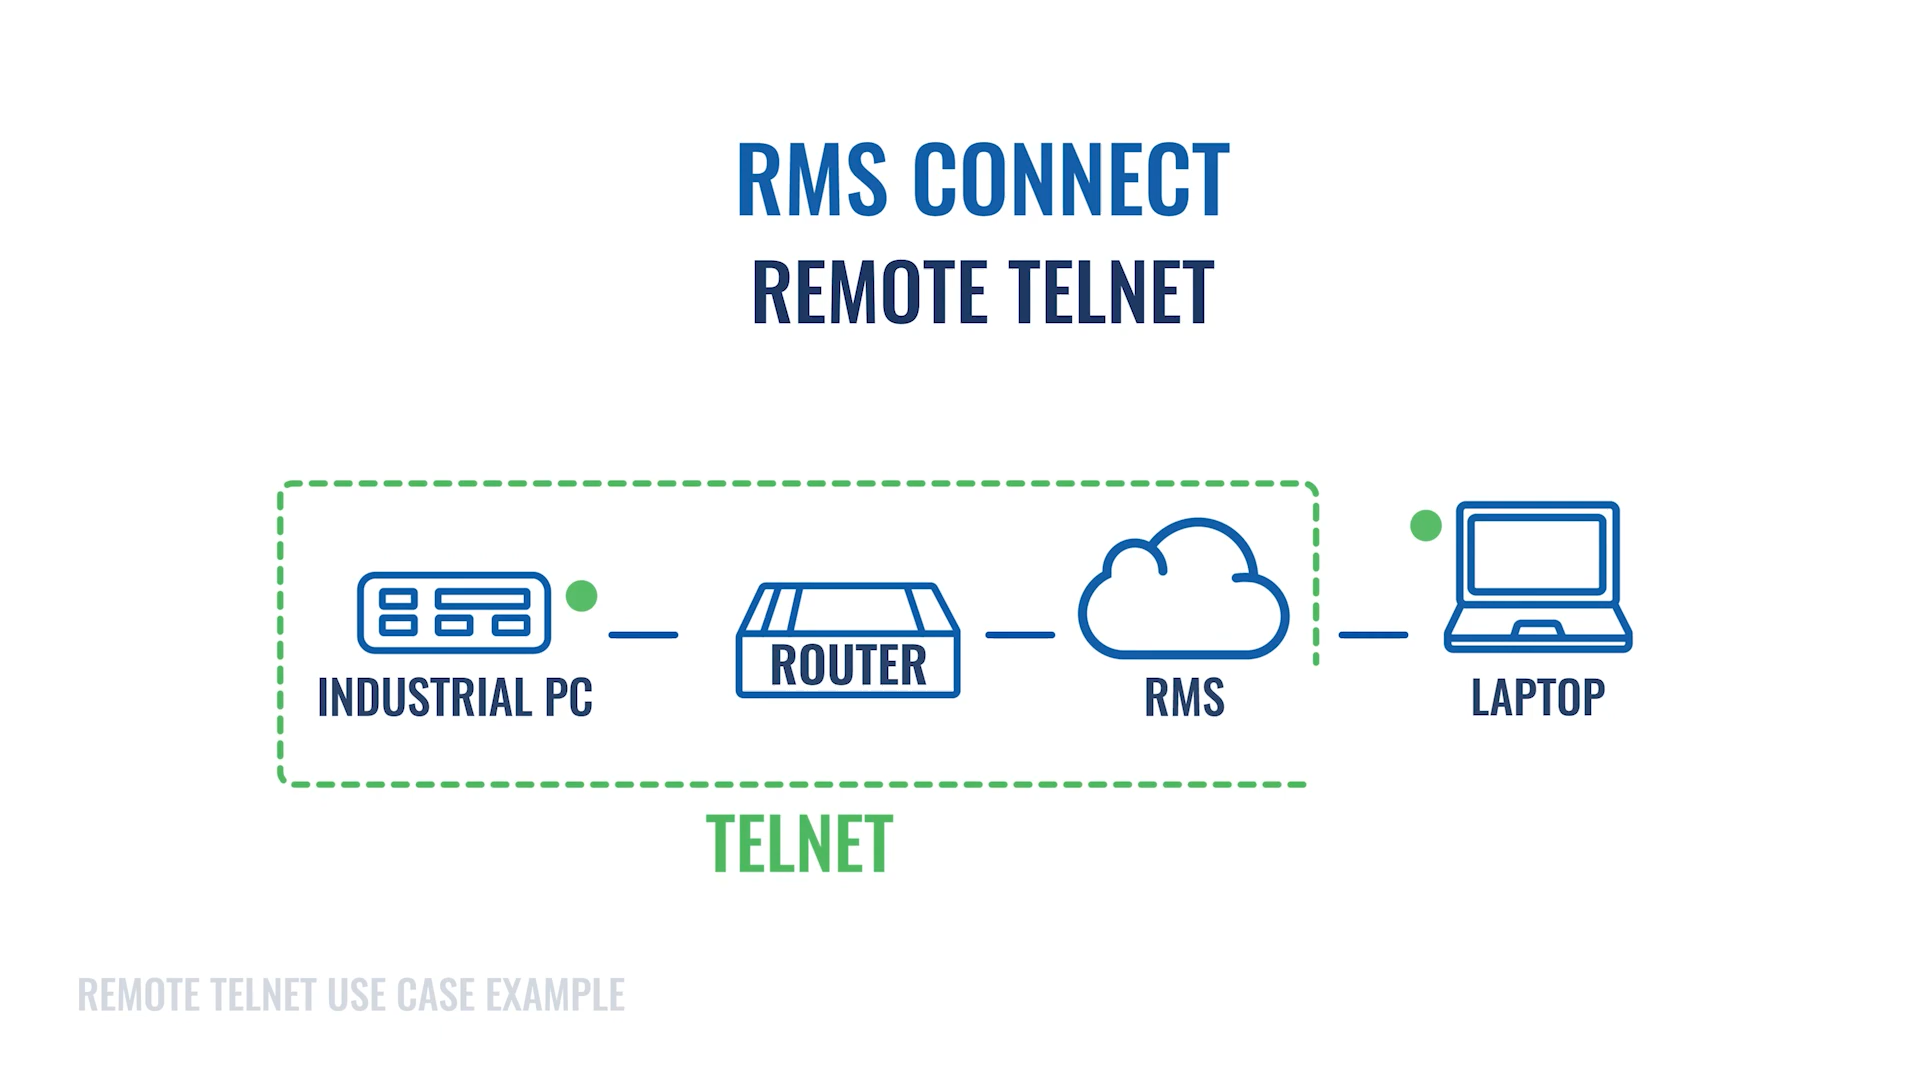 RMS CONNECT
REMOTE TELNET
ROUTER
INDUSTRIAL PC
RMS
LAPTOP
TELNET
REMOTE TELNET USE CASE EXAMPLE